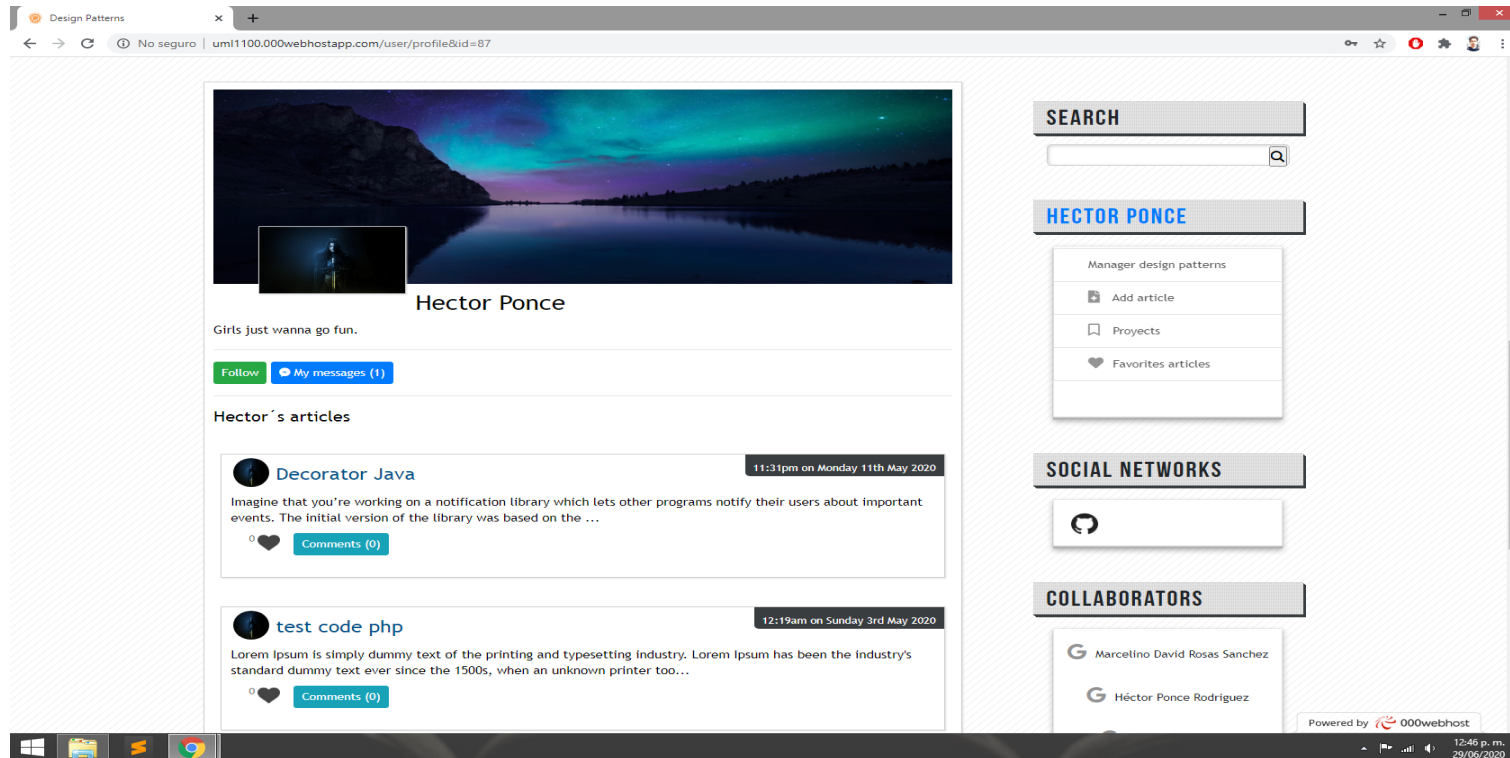 Design Patterns
No seguro
uml1100.000webhostapp.com/user/profile&id=87
Hector Ponce
Girls just wanna go fun.
Follow
My messages (1)
Hector´s articles
Decorator Java
11:31pm on Monday 11th May 2020
Imagine that you’re working on a notification library which lets other programs notify their users about important
events. The initial version of the library was based on the ...
0
Comments (0)
test code php
12:19am on Sunday 3rd May 2020
Lorem Ipsum is simply dummy text of the printing and typesetting industry. Lorem Ipsum has been the industry's
standard dummy text ever since the 1500s, when an unknown printer too...
0
Comments (0)
SEARCH
HECTOR PONCE
Manager design patterns
Add article
Proyects
Favorites articles
SOCIAL NETWORKS
COLLABORATORS
Marcelino David Rosas Sanchez
Héctor Ponce Rodriguez
Powered by 000webhost
12:46 p. m.
29/06/2020